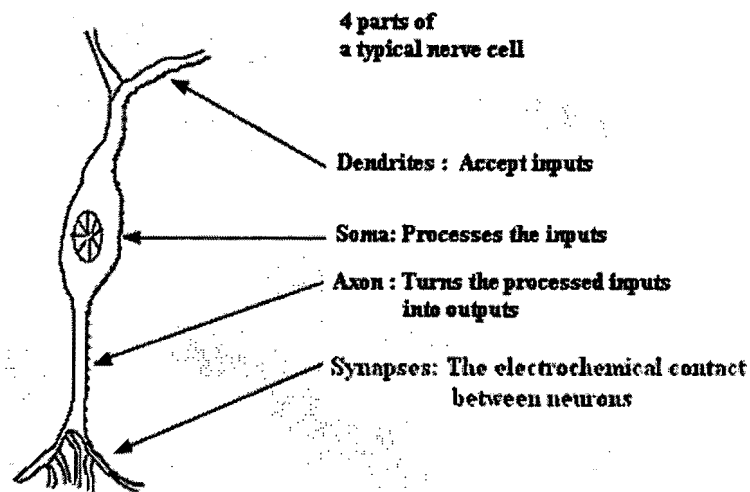 4 parts of
a typical nerve cell
Dendrites : Accept inputs
Soma: Processes the inputs
Axon : Turns the processed inputs
into outputs
Synapses: The electrochemical contact
between neurons